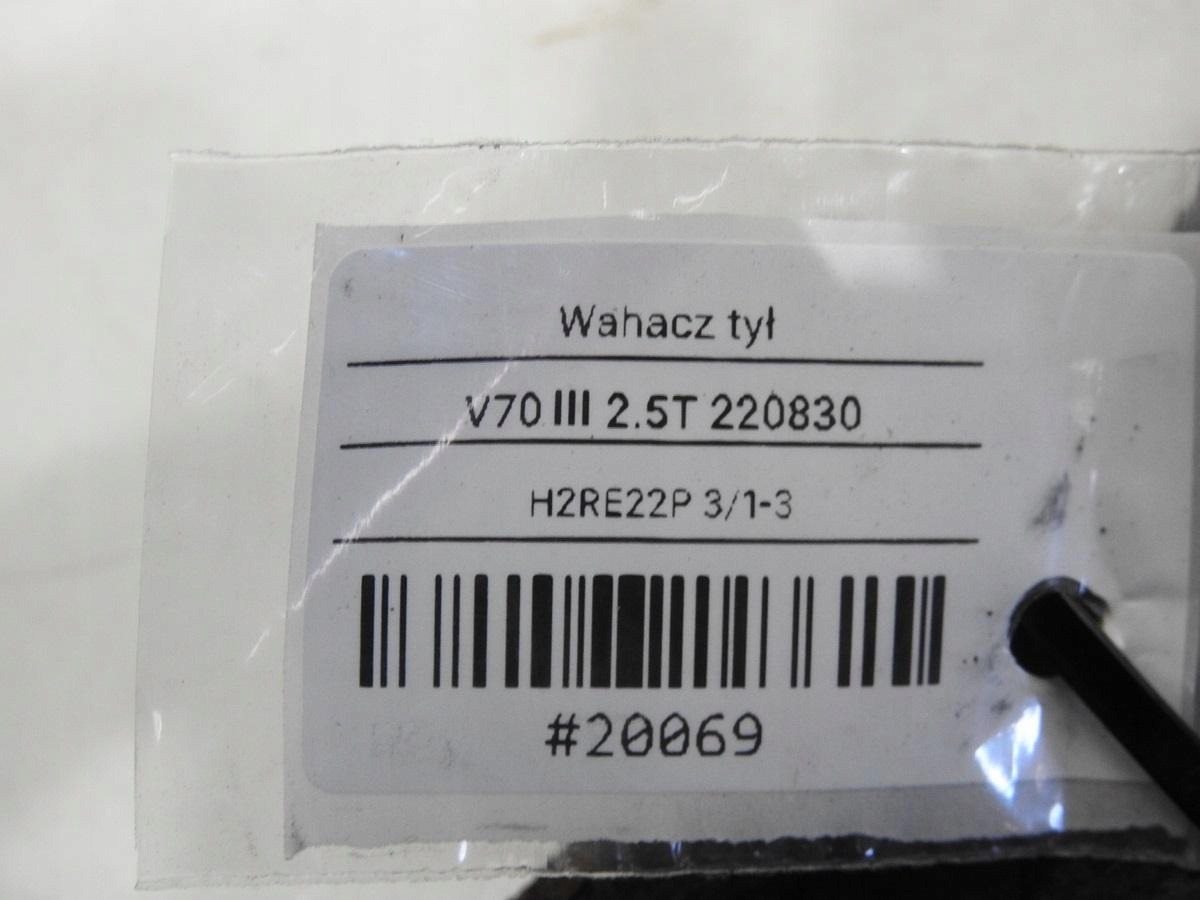 Wahacz tył
V70 III 2.5T 220830
H2RE22P 3/1-3
#20069